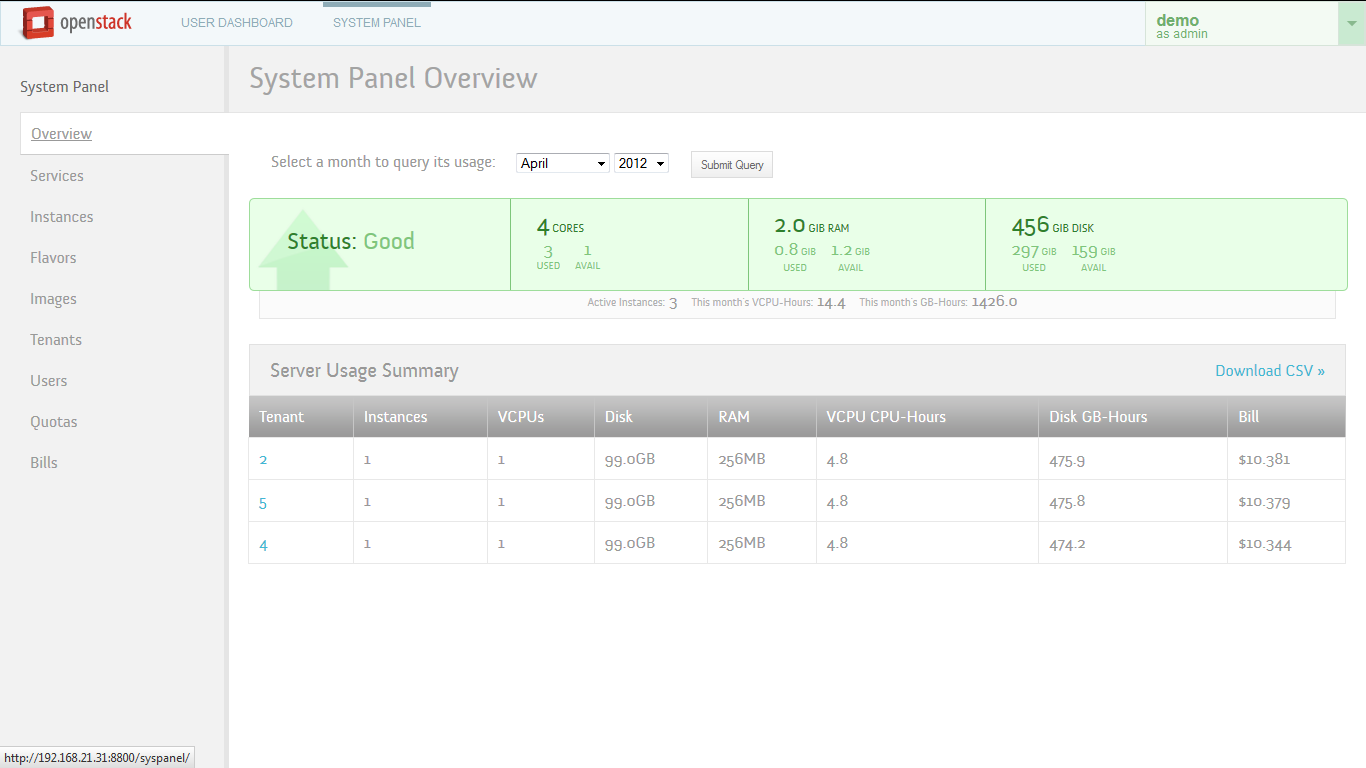 openstack USER DASHBOARD SYSTEM PANEL demo
as admin
System Panel
System Panel Overview
Overview
Services
Instances
Flavors
Images
Tenants
Users
Quotas
Bills
Select a month to query its usage: April 2012 Submit Query
Status: Good
4 CORES
3 1
USED AVAIL
2.0 GIB RAM
0.8 GIB 1.2 GIB
USED AVAIL
456 GIB DISK
297 GIB 159 GIB
USED AVAIL
Active Instances: 3 This month's VCPU-Hours: 14.4 This month's GB-Hours: 1426.0
Server Usage Summary Download CSV »
Tenant Instances VCPUs Disk RAM VCPU CPU-Hours Disk GB-Hours Bill
2 1 1 99.0GB 256MB 4.8 475.9 $10.381
5 1 1 99.0GB 256MB 4.8 475.8 $10.379
4 1 1 99.0GB 256MB 4.8 474.2 $10.344
http://192.168.21.31:8800/syspanel/